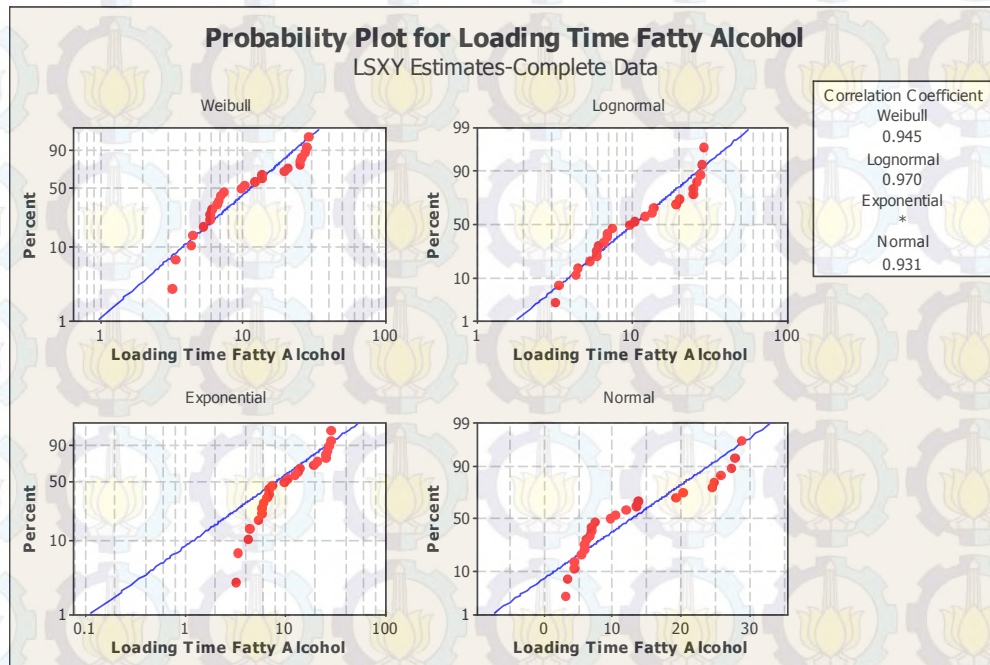 Probability Plot for Loading Time Fatty Alcohol
LSXY Estimates-Complete Data
Weibull
Percent
90
50
10
1
1 10 100
Loading Time Fatty Alcohol
Lognormal
Percent
99
90
50
10
1
1 10 100
Loading Time Fatty Alcohol
Correlation Coefficient
Weibull
0.945
Lognormal
0.970
Exponential
*
Normal
0.931
Exponential
Percent
90
50
10
1
0.1 1 10 100
Loading Time Fatty Alcohol
Normal
Percent
99
90
50
10
1
0 10 20 30
Loading Time Fatty Alcohol